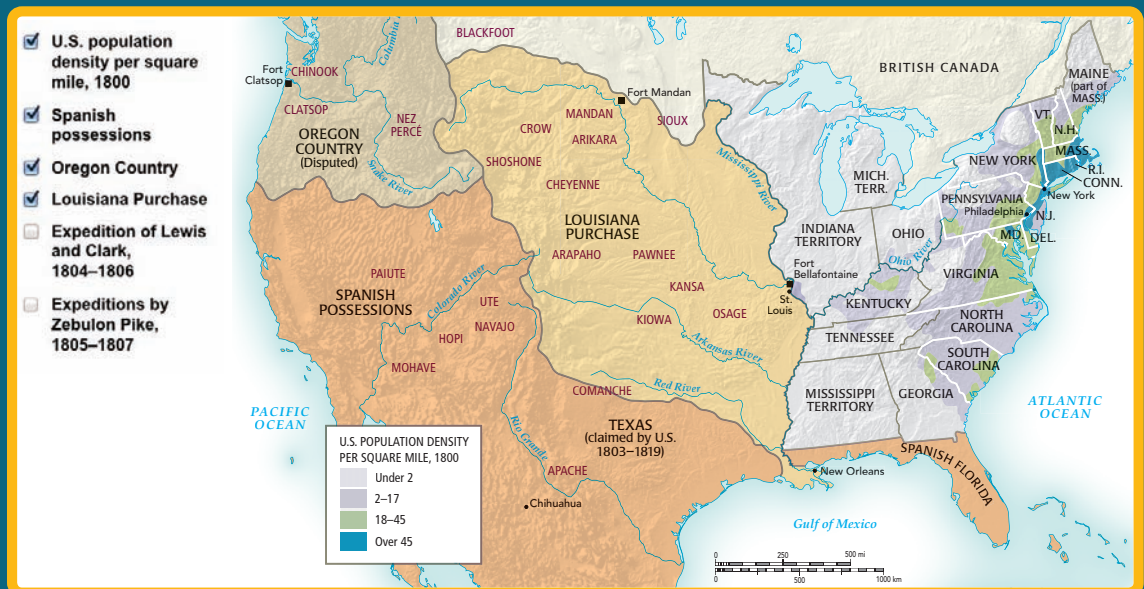 U.S. population
density per square
mile, 1800
Spanish
possessions
Oregon Country
Louisiana Purchase
Expedition of Lewis
and Clark,
1804–1806
Expeditions by
Zebulon Pike,
1805–1807
BLACKFOOT
Columbia R
Fort
Clatsop
CHINOOK
CLATSOP
NEZ
PERCÉ
OREGON
COUNTRY
(Disputed)
Snake River
Fort Mandan
MANDAN
SIOUX
CROW
ARIKARA
SHOSHONE
CHEYENNE
LOUISIANA
PURCHASE
ARAPAHO
PAWNEE
KANSA
KIOWA
OSAGE
Arkansas River
Red River
Mississippi River
BRITISH CANADA
MAINE
(part of
MASS.)
VT.
N.H.
MASS.
R.I.
CONN.
NEW YORK
New York
PENNSYLVANIA
Philadelphia
N.J.
MD.
DEL.
MICH.
TERR.
INDIANA
TERRITORY
OHIO
Ohio River
Fort
Bellafontaine
St.
Louis
VIRGINIA
KENTUCKY
NORTH
CAROLINA
TENNESSEE
SOUTH
CAROLINA
MISSISSIPPI
TERRITORY
GEORGIA
ATLANTIC
OCEAN
PAIUTE
SPANISH
POSSESSIONS
Colorado River
UTE
NAVAJO
HOPI
MOHAVE
PACIFIC
OCEAN
COMANCHE
TEXAS
(claimed by U.S.
1803–1819)
Rio Grande
APACHE
Chihuahua
New Orleans
SPANISH FLORIDA
Gulf of Mexico
U.S. POPULATION DENSITY
PER SQUARE MILE, 1800
Under 2
2–17
18–45
Over 45
0 250 500 mi
0 500 1000 km